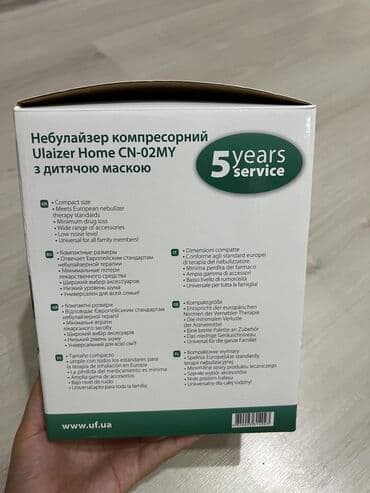 Небулайзер компресорний
Ulaizer Home CN-02MY
з дитячою маскою
5 years
service
EN
• Compact size
• Meets European nebulizer
therapy standards
• Minimum drug loss
• Wide range of accessories
• Low noise level
• Universal for all family members!
RU
• Компактные размеры
• Отвечает Европейским стандартам
небулайзерной терапии
• Минимальные потери
лекарственного средства
• Широкий выбор аксессуаров
• Низкий уровень шума
• Универсален для всей семьи!
• Компактні розміри
• Відповідає Європейським стандартам
небулайзерної терапії
• Мінімальні втрати
лікарського засобу
• Широкий вибір аксесуарів
• Низький рівень шуму
• Універсальний для всієї сім'ї!
ES
• Tamaño compacto
• umple con todos los estándares para
la terapia de inhalación en Europa
• La pérdida del medicamento es mínima
• Amplia gama de accesorios
• Bajo nivel de ruido
• Universal apto para toda la familia.
IT
• Dimensioni compatte
• Conforme agli standard europei
di terapia del nebulizzatore
• Minima perdita del farmaco
• Ampia gamma di accessori
• Basso livello di rumorosità
• Universale per tutta la famiglia!
DE
• Kompaktgröße
• Entspricht der europäischen
Normen der Vernebler-Therapie
• Die minimalen Verluste
der Arzneimittel
• Eine breite Palette an Zubehör
• Das niedrige Geräuschniveau
• Universal für die ganze Familie!
PL
• Kompaktowe wymiary
• Spełnia Europejskie standardy
terapii nebulizacyjnej
• Minimalne straty produktu leczniczego
• Szeroki wybór akcesoriów
• Niski poziom hałasu
• Uniwersalny dla całej rodziny!
www.uf.ua